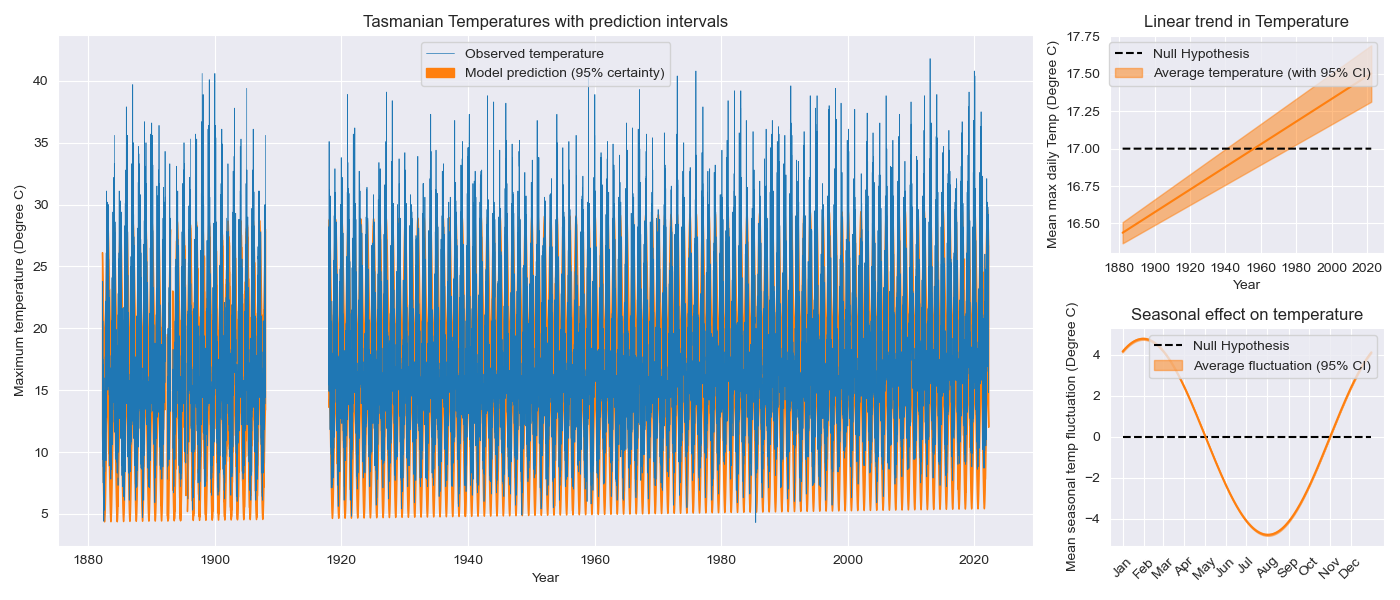 Tasmanian Temperatures with prediction intervals
Observed temperature
Model prediction (95% certainty)
Maximum temperature (Degree C)
40
35
30
25
20
15
10
5
1880 1900 1920 1940 1960 1980 2000 2020
Year
Linear trend in Temperature
Null Hypothesis
Average temperature (with 95% CI)
Mean max daily Temp (Degree C)
17.75
17.50
17.25
17.00
16.75
16.50
1880 1900 1920 1940 1960 1980 2000 2020
Year
Seasonal effect on temperature
Null Hypothesis
Average fluctuation (95% CI)
Mean seasonal temp fluctuation (Degree C)
4
2
0
−2
−4
Jan Feb Mar Apr May Jun Jul Aug Sep Oct Nov Dec